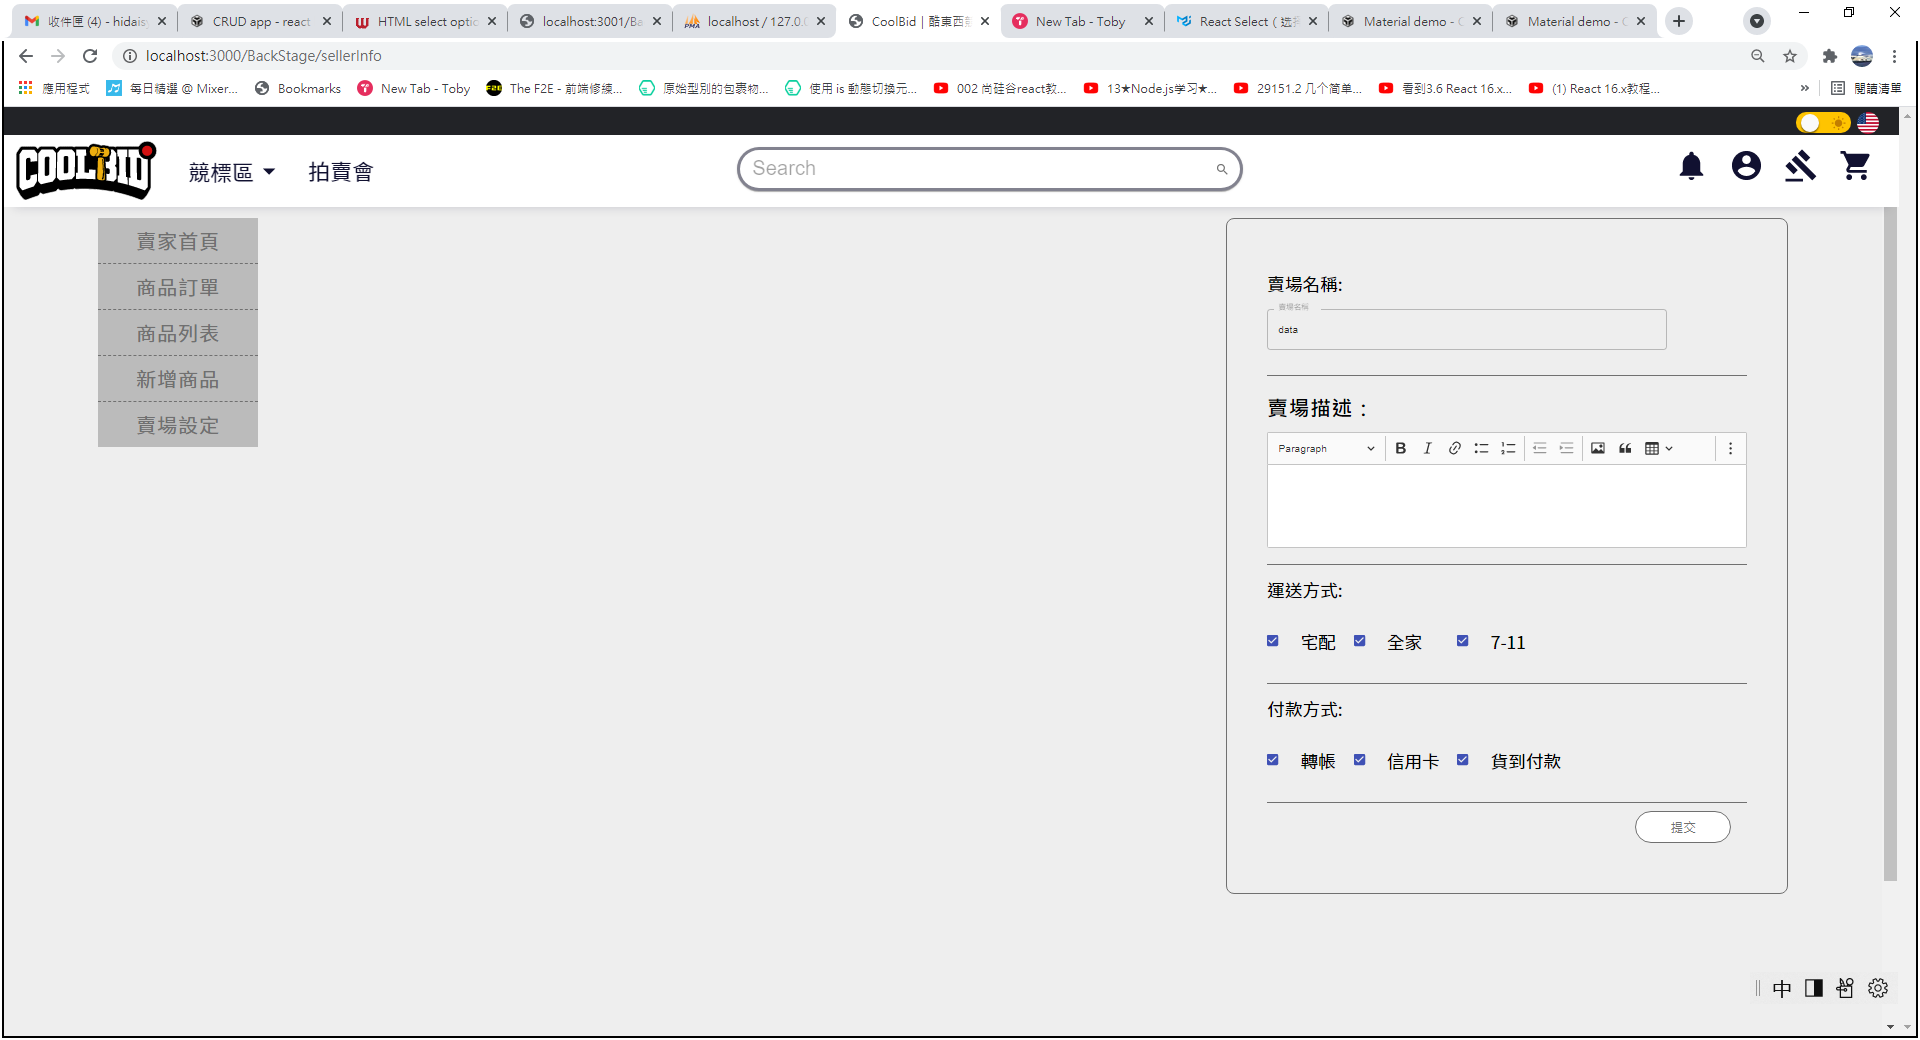 收件匣 (4) - hidais
CRUD app - react
HTML select optio
localhost:3001/Ba
localhost / 127.0.0
CoolBid | 酷東西
New Tab - Toby
React Select ( 选
Material demo - C
Material demo - C
localhost:3000/BackStage/sellerInfo
應用程式
每日精選 @ Mixer...
Bookmarks
New Tab - Toby
The F2E - 前端修練...
原始型別的包裹物...
使用 is 動態切換元...
002 尚硅谷react教...
13★Node.js学习★...
29151.2 几个简单...
看到3.6 React 16.x...
(1) React 16.x教程...
»
閱讀清單
COOLBID
競標區
拍賣會
Search
賣家首頁
商品訂單
商品列表
新增商品
賣場設定
賣場名稱:
賣場名稱
data
賣場描述：
Paragraph
B I
運送方式:
宅配 全家 7-11
付款方式:
轉帳 信用卡 貨到付款
提交
中